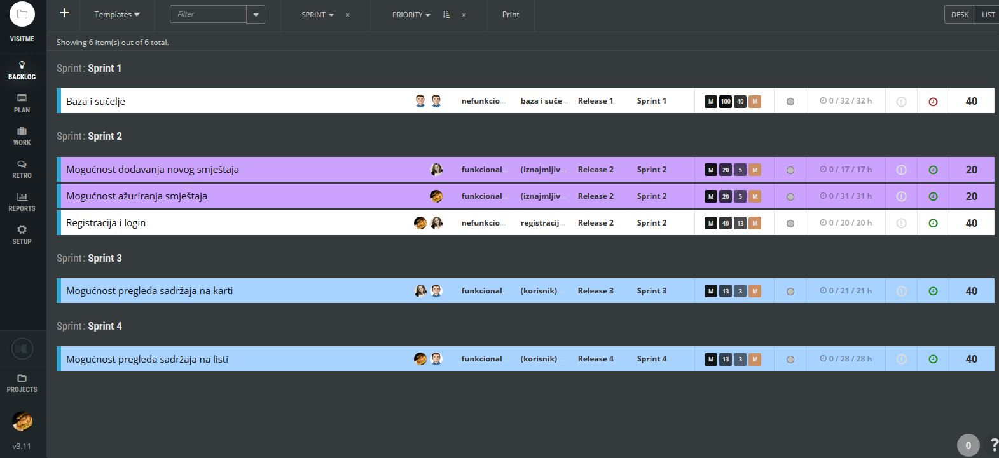 Templates Filter SPRINT × PRIORITY × Print DESK LIST
VISITME
Showing 6 item(s) out of 6 total.
BACKLOG
PLAN
WORK
RETRO
REPORTS
SETUP
PROJECTS
v3.11
Sprint: Sprint 1
Baza i sučelje nefunkcio... baza i suče... Release 1 Sprint 1 M 100 40 M 0 / 32 / 32 h 40
Sprint: Sprint 2
Mogućnost dodavanja novog smještaja funkcional... (iznajmljiv... Release 2 Sprint 2 M 20 5 M 0 / 17 / 17 h 20
Mogućnost ažuriranja smještaja funkcional... (iznajmljiv... Release 2 Sprint 2 M 20 5 M 0 / 31 / 31 h 20
Registracija i login nefunkcio... registracij... Release 2 Sprint 2 M 40 13 M 0 / 20 / 20 h 40
Sprint: Sprint 3
Mogućnost pregleda sadržaja na karti funkcional... (korisnik)... Release 3 Sprint 3 M 13 3 M 0 / 21 / 21 h 40
Sprint: Sprint 4
Mogućnost pregleda sadržaja na listi funkcional... (korisnik)... Release 4 Sprint 4 M 13 3 M 0 / 28 / 28 h 40
0 ?